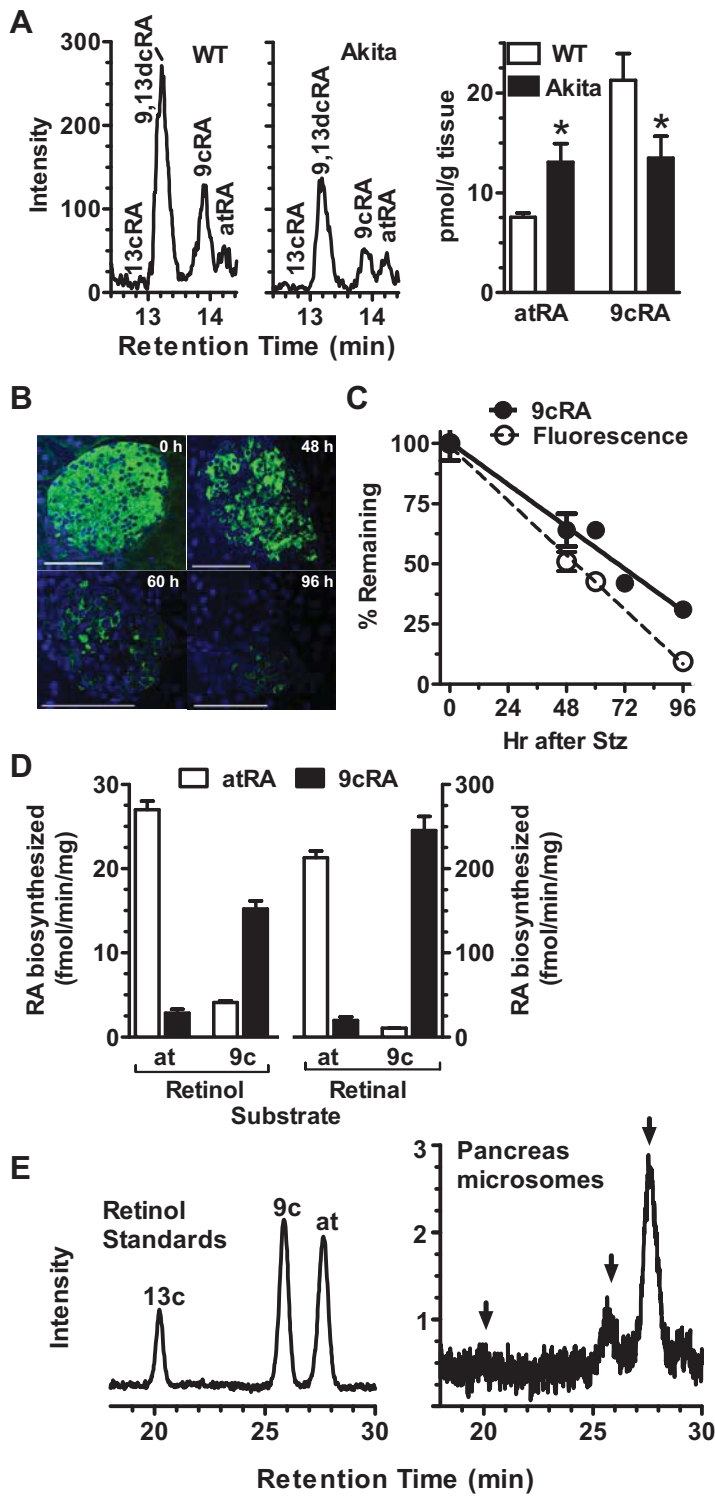 A
300
200
100
0
Intensity
WT
13cRA
9,13dcRA
9cRA
atRA
13
14
Akita
13cRA
9,13dcRA
9cRA
atRA
13
14
Retention Time (min)
pmol/g tissue
20
10
0
WT
Akita
*
*
atRA
9cRA
B
0 h
48 h
60 h
96 h
C
9cRA
Fluorescence
% Remaining
100
75
50
25
0
0
24
48
72
96
Hr after Stz
D
atRA
9cRA
RA biosynthesized
(fmol/min/mg)
30
20
10
0
300
200
100
0
RA biosynthesized
(fmol/min/mg)
at
9c
at
9c
Retinol
Retinal
Substrate
E
Retinol
Standards
Intensity
13c
9c
at
20
25
30
Pancreas
microsomes
3
2
1
20
25
30
Retention Time (min)